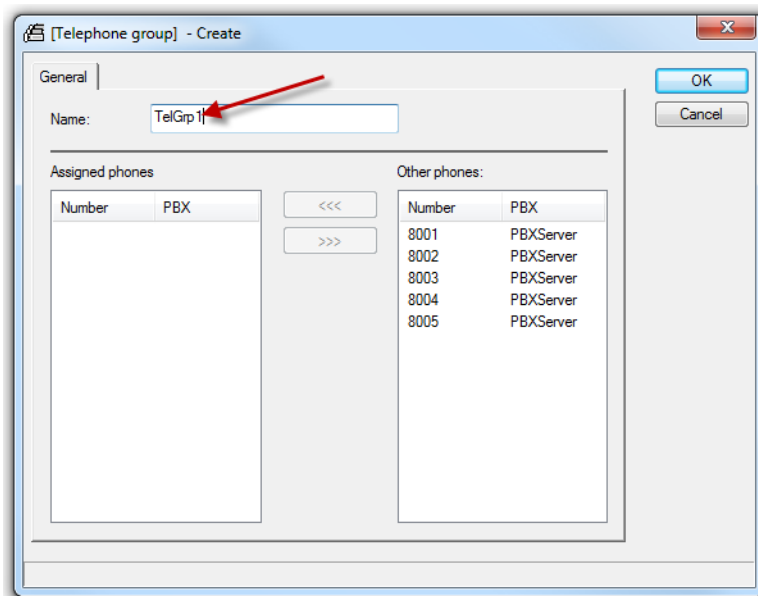 [Telephone group] - Create
General
OK
Cancel
Name: TelGrp1
Assigned phones
Other phones:
Number PBX
<<<
>>>
Number PBX
8001 PBXServer
8002 PBXServer
8003 PBXServer
8004 PBXServer
8005 PBXServer